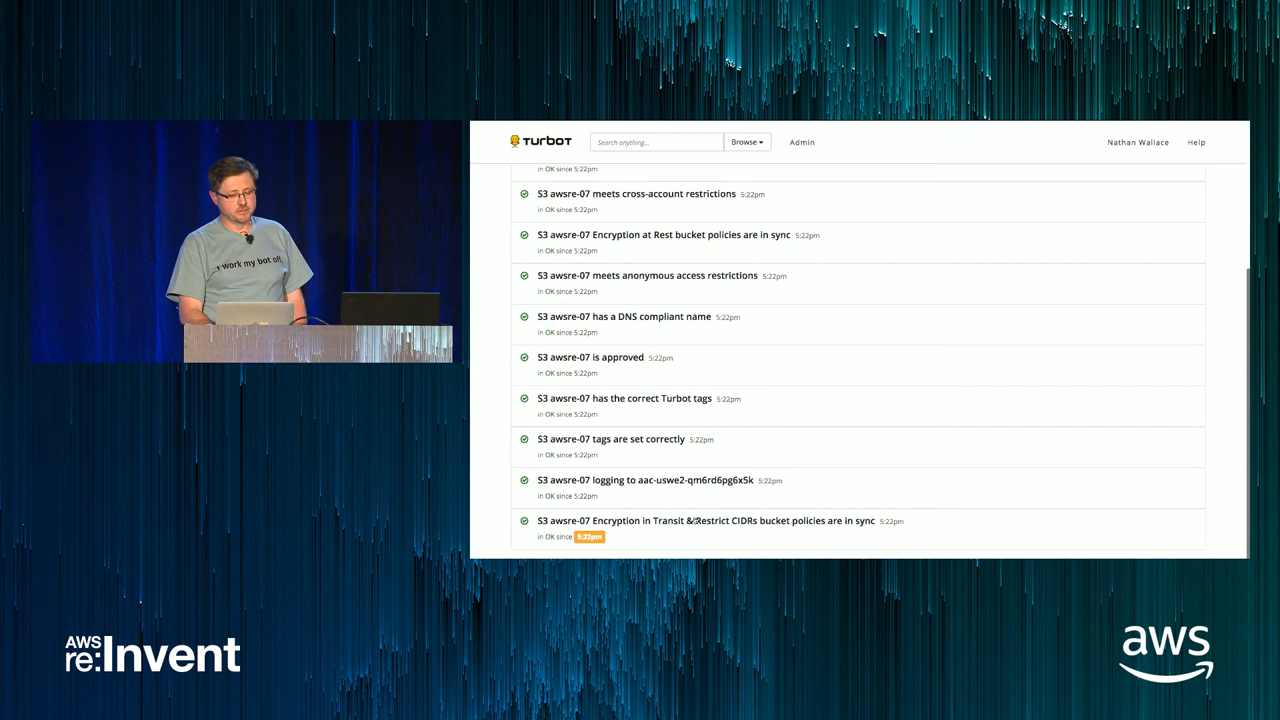 I work my bot off.
TURBOT
Search anything...
Browse
Admin
Nathan Wallace
Help
in OK since 5:22pm
S3 awsre-07 meets cross-account restrictions 5:22pm
in OK since 5:22pm
S3 awsre-07 Encryption at Rest bucket policies are in sync 5:22pm
in OK since 5:22pm
S3 awsre-07 meets anonymous access restrictions 5:22pm
in OK since 5:22pm
S3 awsre-07 has a DNS compliant name 5:22pm
in OK since 5:22pm
S3 awsre-07 is approved 5:22pm
in OK since 5:22pm
S3 awsre-07 has the correct Turbot tags 5:22pm
in OK since 5:22pm
S3 awsre-07 tags are set correctly 5:22pm
in OK since 5:22pm
S3 awsre-07 logging to aac-uswe2-qm6rd6pg6x5k 5:22pm
in OK since 5:22pm
S3 awsre-07 Encryption in Transit & Restrict CIDRs bucket policies are in sync 5:22pm
in OK since 5:22pm
AWS
re:Invent
aws